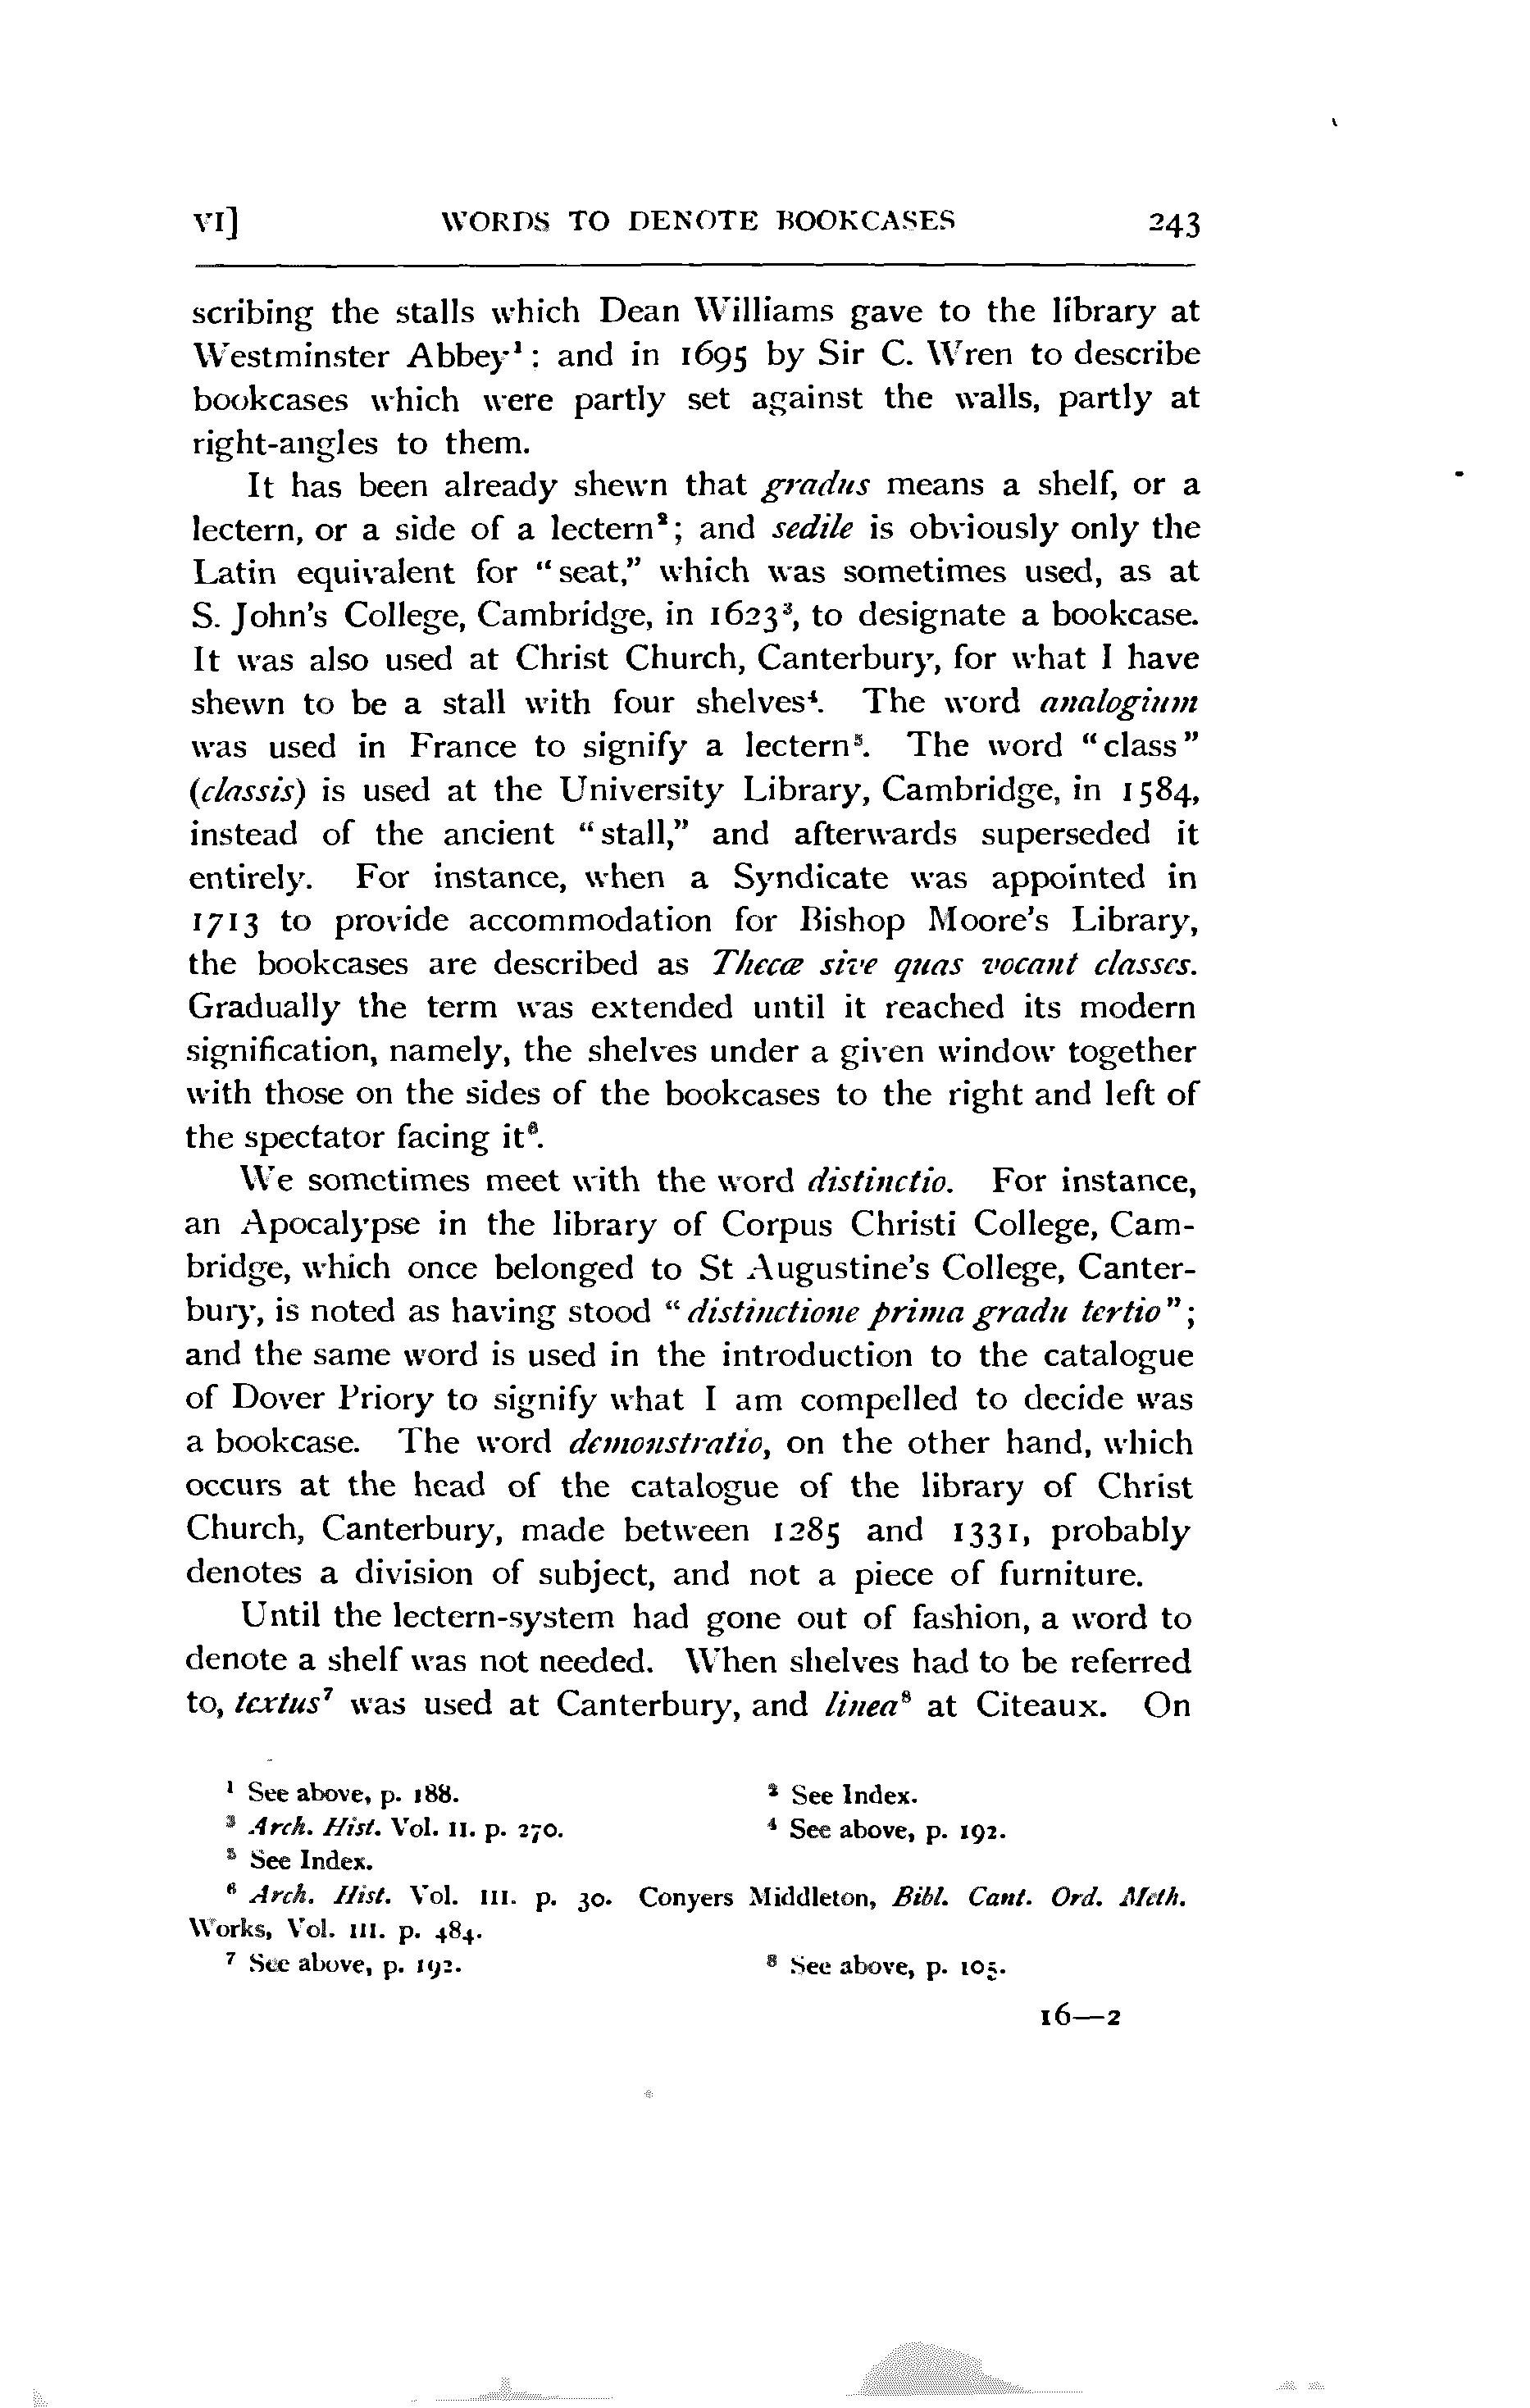 VI] WORDS TO DENOTE BOOKCASES 243
scribing the stalls which Dean Williams gave to the library at
Westminster Abbey¹: and in 1695 by Sir C. Wren to describe
bookcases which were partly set against the walls, partly at
right-angles to them.
It has been already shewn that gradus means a shelf, or a
lectern, or a side of a lectern²; and sedile is obviously only the
Latin equivalent for "seat," which was sometimes used, as at
S. John's College, Cambridge, in 1623³, to designate a bookcase.
It was also used at Christ Church, Canterbury, for what I have
shewn to be a stall with four shelves⁴. The word analogium
was used in France to signify a lectern⁵. The word "class"
(classis) is used at the University Library, Cambridge, in 1584,
instead of the ancient "stall," and afterwards superseded it
entirely. For instance, when a Syndicate was appointed in
1713 to provide accommodation for Bishop Moore's Library,
the bookcases are described as Thecæ sive quas vocant classes.
Gradually the term was extended until it reached its modern
signification, namely, the shelves under a given window together
with those on the sides of the bookcases to the right and left of
the spectator facing it⁶.
We sometimes meet with the word distinctio. For instance,
an Apocalypse in the library of Corpus Christi College, Cam-
bridge, which once belonged to St Augustine's College, Canter-
bury, is noted as having stood "distinctione prima gradu tertio";
and the same word is used in the introduction to the catalogue
of Dover Priory to signify what I am compelled to decide was
a bookcase. The word demonstratio, on the other hand, which
occurs at the head of the catalogue of the library of Christ
Church, Canterbury, made between 1285 and 1331, probably
denotes a division of subject, and not a piece of furniture.
Until the lectern-system had gone out of fashion, a word to
denote a shelf was not needed. When shelves had to be referred
to, textus⁷ was used at Canterbury, and linea⁸ at Citeaux. On
¹ See above, p. 188. ² See Index.
³ Arch. Hist. Vol. II. p. 270. ⁴ See above, p. 192.
⁵ See Index.
⁶ Arch. Hist. Vol. III. p. 30. Conyers Middleton, Bibl. Cant. Ord. Meth.
Works, Vol. III. p. 484.
⁷ See above, p. 192. ⁸ See above, p. 105.
16—2